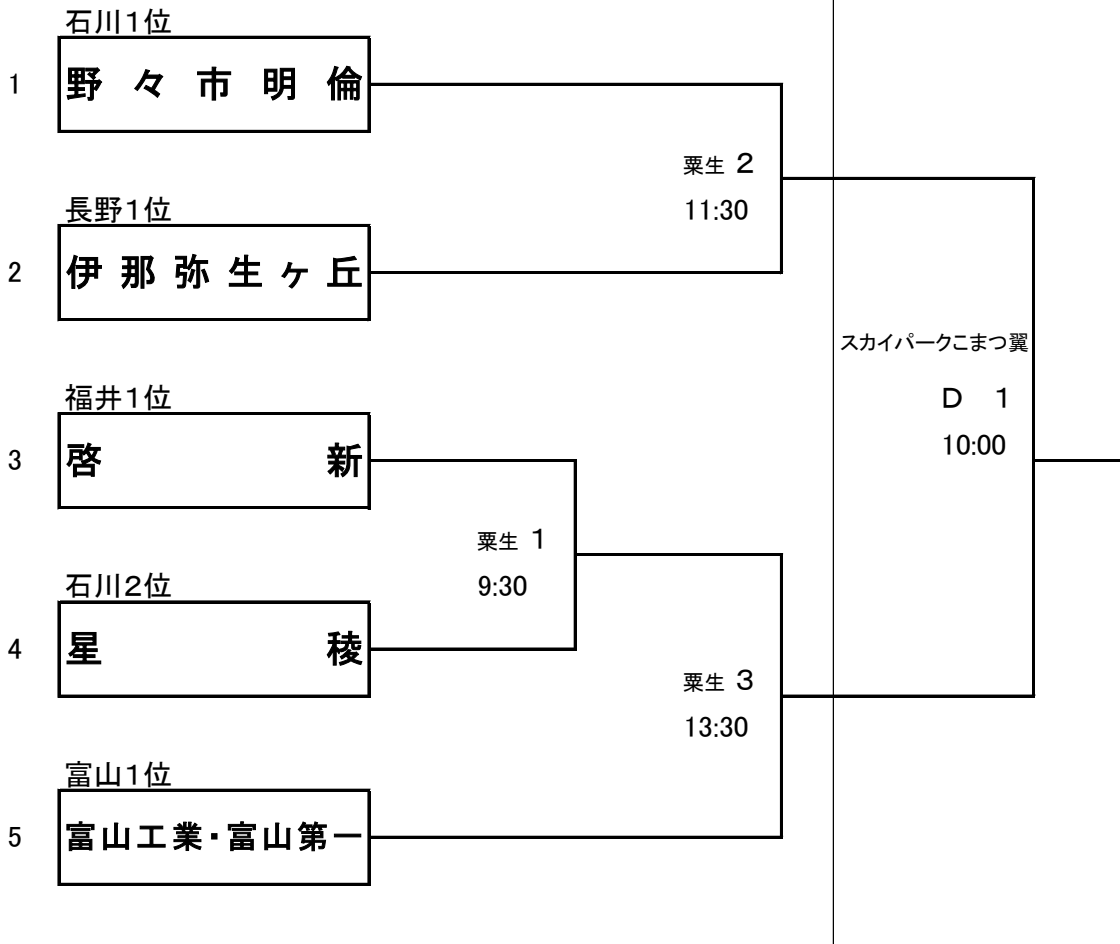 石川１位
1 野々市明倫
粟生 ２
11:30
長野１位
2 伊那弥生ヶ丘
スカイパークこまつ翼
Ｄ １
10:00
福井１位
3 啓新
粟生 １
9:30
石川２位
4 星稜
粟生 ３
13:30
富山１位
5 富山工業・富山第一